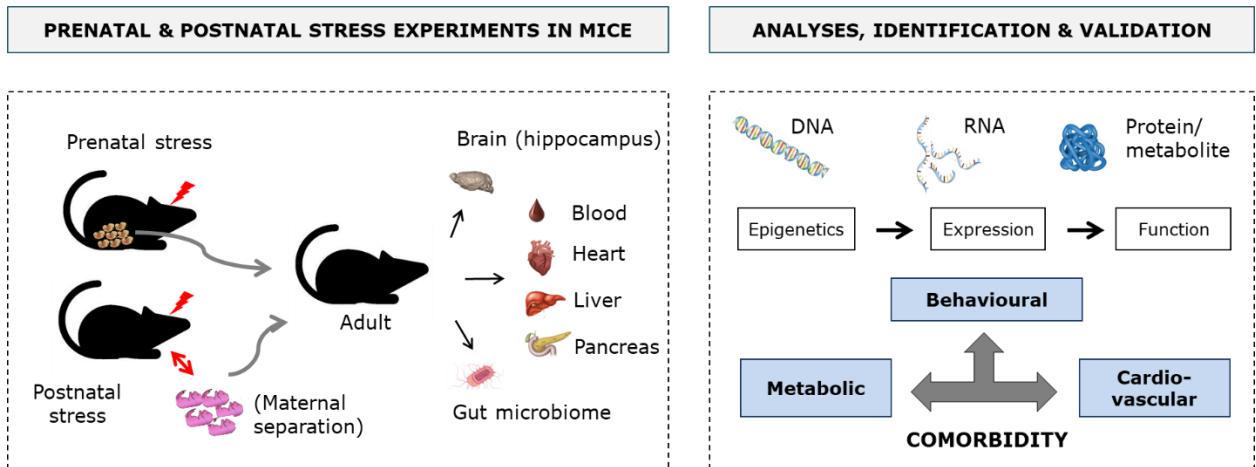 PRENATAL & POSTNATAL STRESS EXPERIMENTS IN MICE
Prenatal stress
Postnatal
stress
(Maternal
separation)
Adult
Brain (hippocampus)
Blood
Heart
Liver
Pancreas
Gut microbiome
ANALYSES, IDENTIFICATION & VALIDATION
DNA
RNA
Protein/
metabolite
Epigenetics
Expression
Function
Behavioural
Metabolic
Cardio-
vascular
COMORBIDITY